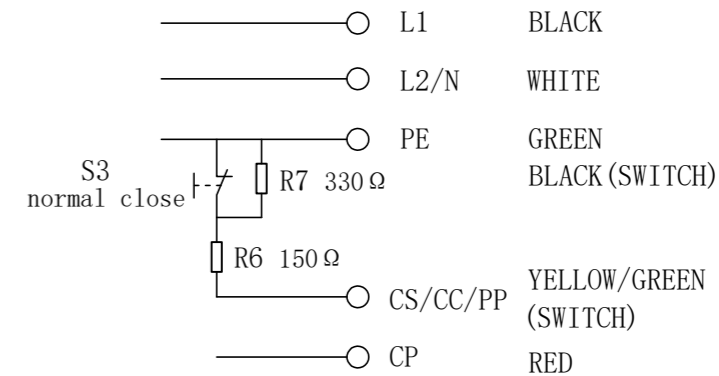 L1 BLACK
L2/N WHITE
PE GREEN
BLACK(SWITCH)
S3
normal close
R7 330Ω
R6 150Ω
CS/CC/PP YELLOW/GREEN
(SWITCH)
CP RED